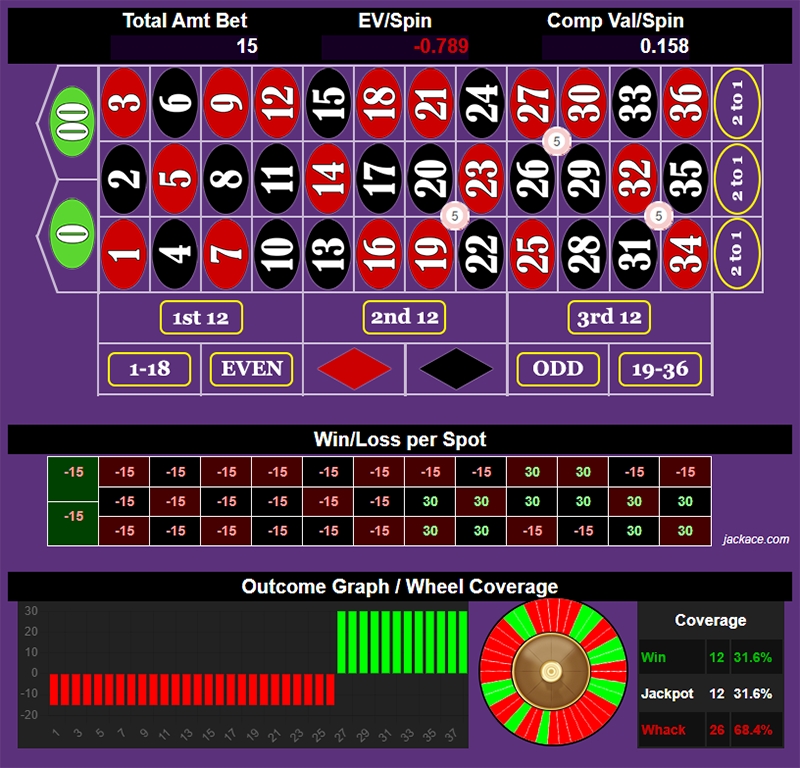 Total Amt Bet EV/Spin Comp Val/Spin
15 -0.789 0.158
00 3 6 9 12 15 18 21 24 27 30 33 36 2 to 1
5
2 5 8 11 14 17 20 23 26 29 32 35 2 to 1
5 5
0 1 4 7 10 13 16 19 22 25 28 31 34 2 to 1
1st 12 2nd 12 3rd 12
1-18 EVEN ODD 19-36
Win/Loss per Spot
-15 -15 -15 -15 -15 -15 -15 -15 -15 30 30 -15 -15
-15 -15 -15 -15 -15 -15 30 30 30 30 30 30
-15 -15 -15 -15 -15 -15 -15 30 30 -15 -15 30 30
jackace.com
Outcome Graph / Wheel Coverage
30
20
10
0
-10
-20
1 3 5 7 9 11 13 15 17 19 21 23 25 27 29 31 33 35 37
Coverage
Win 12 31.6%
Jackpot 12 31.6%
Whack 26 68.4%